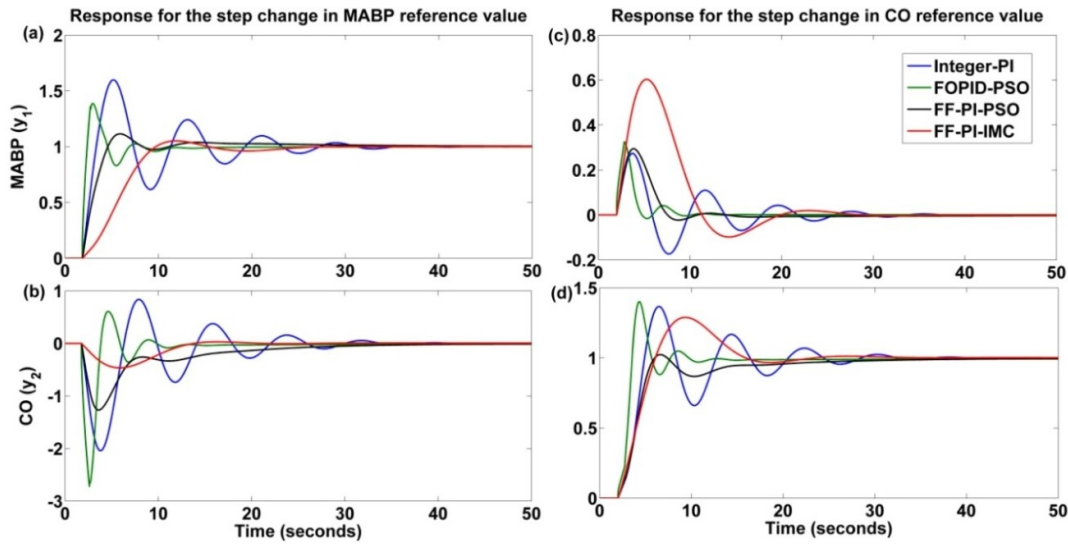 Response for the step change in MABP reference value
Response for the step change in CO reference value
(a)
2
1.5
1
0.5
0
MABP (y1)
0 10 20 30 40 50
(c)
0.8
0.6
0.4
0.2
0
-0.2
Integer-PI
FOPID-PSO
FF-PI-PSO
FF-PI-IMC
0 10 20 30 40 50
(b)
1
0
-1
-2
-3
CO (y2)
0 10 20 30 40 50
Time (seconds)
(d)
1.5
1
0.5
0
0 10 20 30 40 50
Time (seconds)